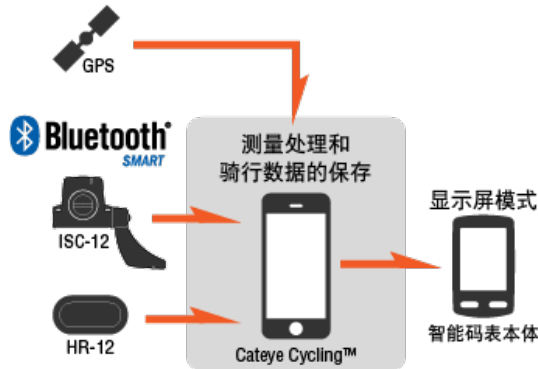 GPS
Bluetooth®
SMART
测量处理和
骑行数据的保存
显示屏模式
ISC-12
智能码表本体
HR-12
Cateye Cycling™